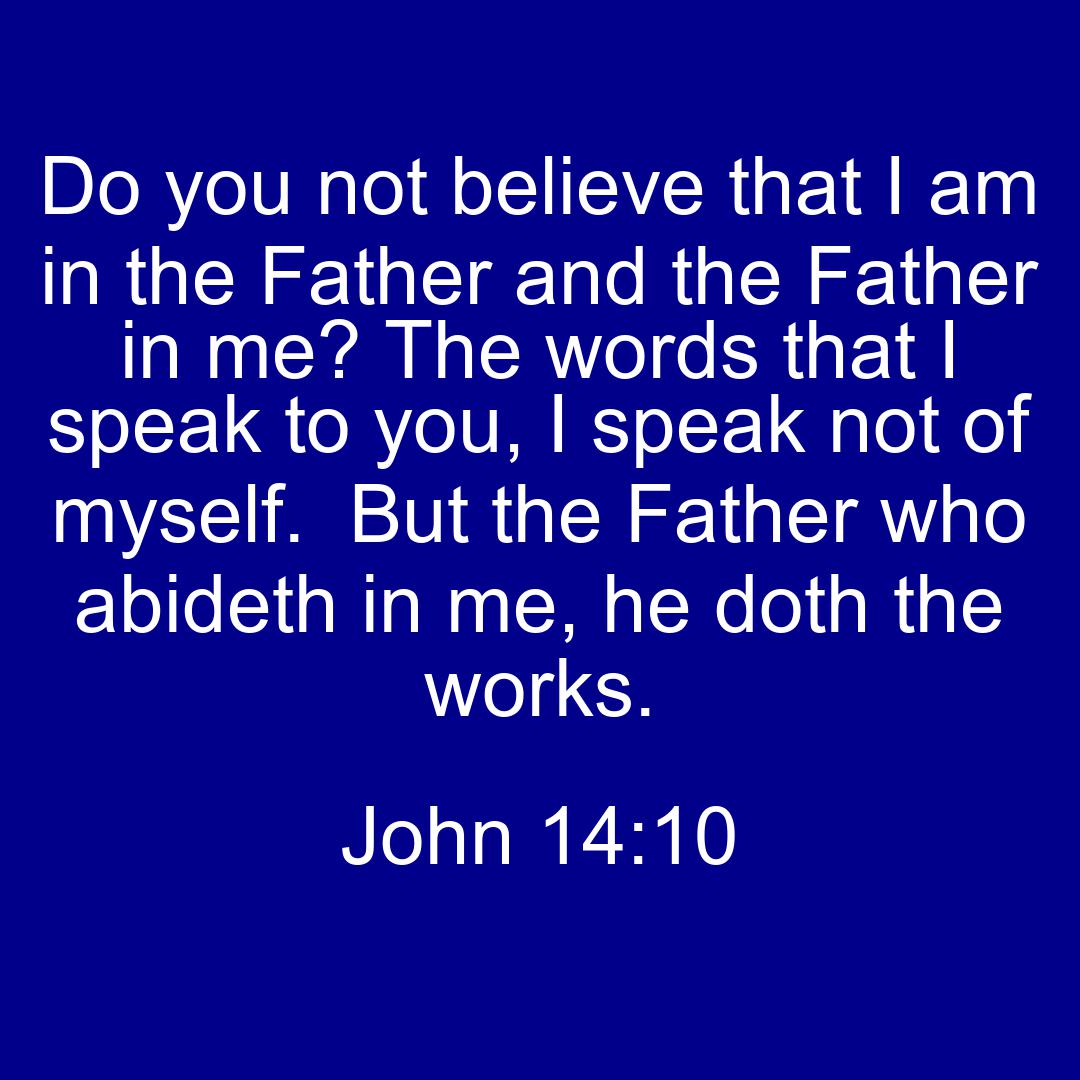 Do you not believe that I am
in the Father and the Father
in me? The words that I
speak to you, I speak not of
myself.  But the Father who
abideth in me, he doth the
works.
John 14:10